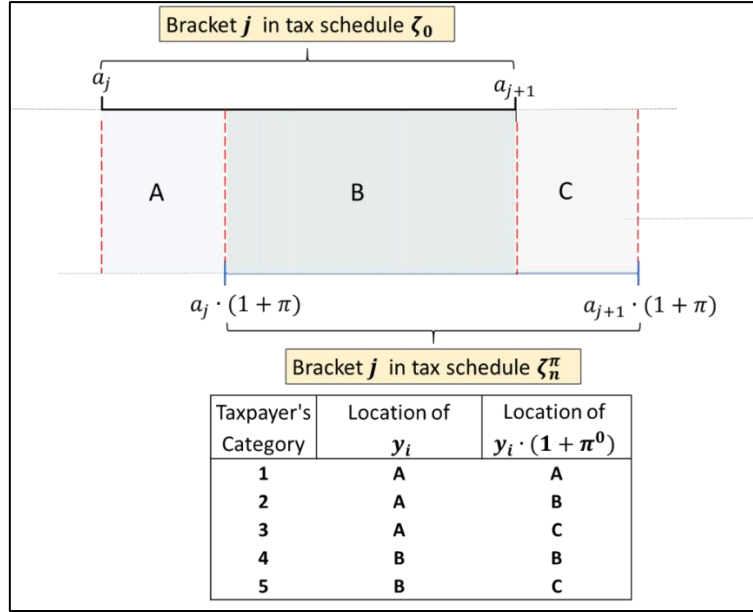 Bracket j in tax schedule ζ₀
aⱼ aⱼ₊₁
A B C
aⱼ · (1 + π) aⱼ₊₁ · (1 + π)
Bracket j in tax schedule ζₙ^π
Taxpayer's Location of Location of
Category yᵢ yᵢ · (1 + π⁰)
1 A A
2 A B
3 A C
4 B B
5 B C